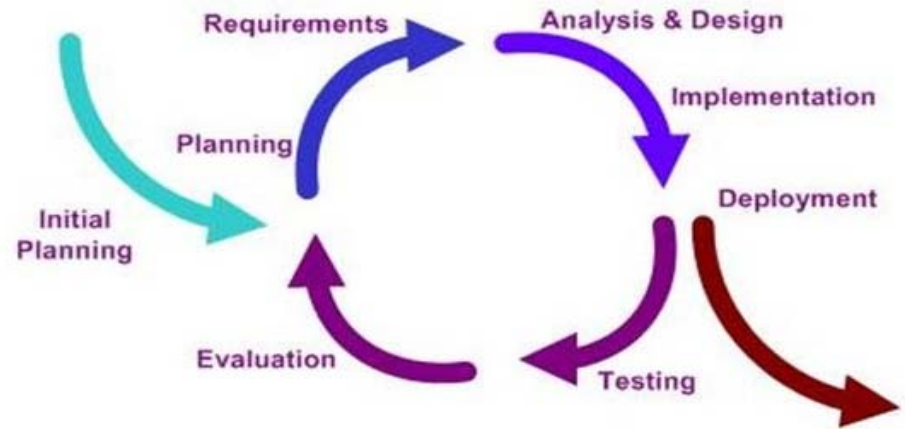 Requirements
Analysis & Design
Implementation
Planning
Deployment
Initial
Planning
Evaluation
Testing